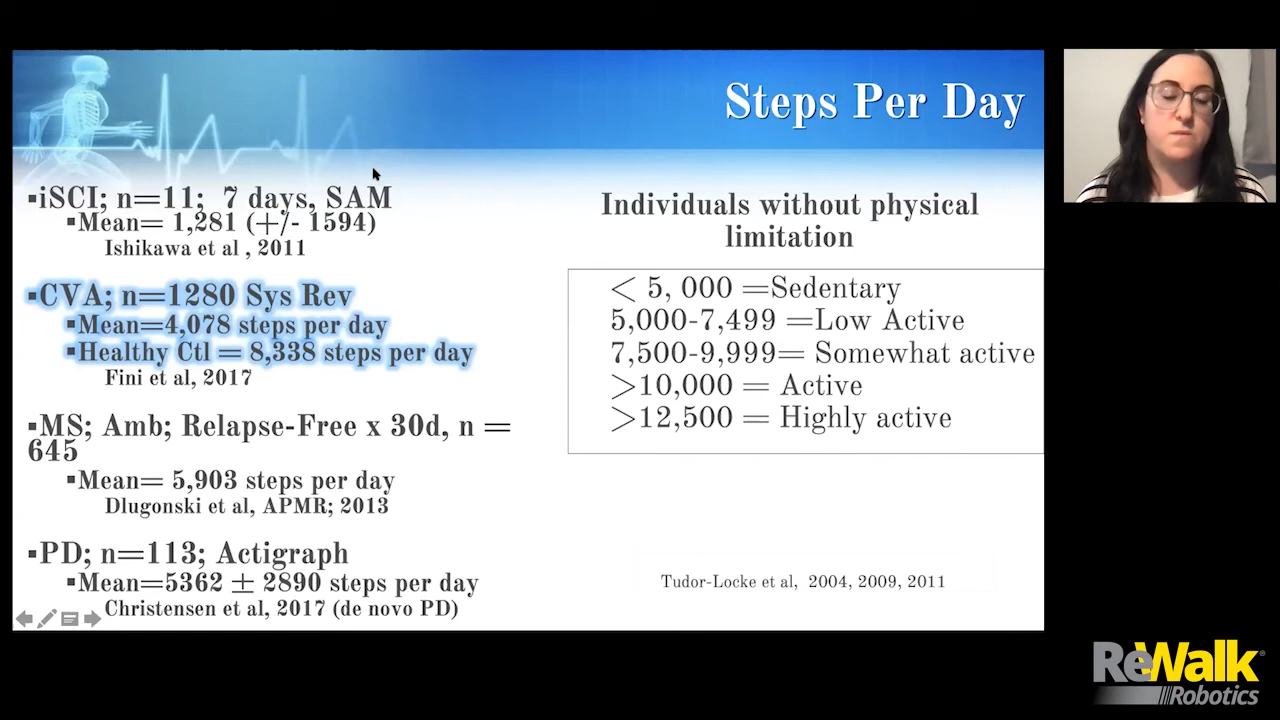 Steps Per Day
▪iSCI; n=11; 7 days, SAM
▪Mean= 1,281 (+/- 1594)
Ishikawa et al , 2011
▪CVA; n=1280 Sys Rev
▪Mean=4,078 steps per day
▪Healthy Ctl = 8,338 steps per day
Fini et al, 2017
▪MS; Amb; Relapse-Free x 30d, n =
645
▪Mean= 5,903 steps per day
Dlugonski et al, APMR; 2013
▪PD; n=113; Actigraph
▪Mean=5362 ± 2890 steps per day
Christensen et al, 2017 (de novo PD)
Individuals without physical
limitation
< 5, 000 =Sedentary
5,000-7,499 =Low Active
7,500-9,999= Somewhat active
>10,000 = Active
>12,500 = Highly active
Tudor-Locke et al, 2004, 2009, 2011
ReWalk®
Robotics